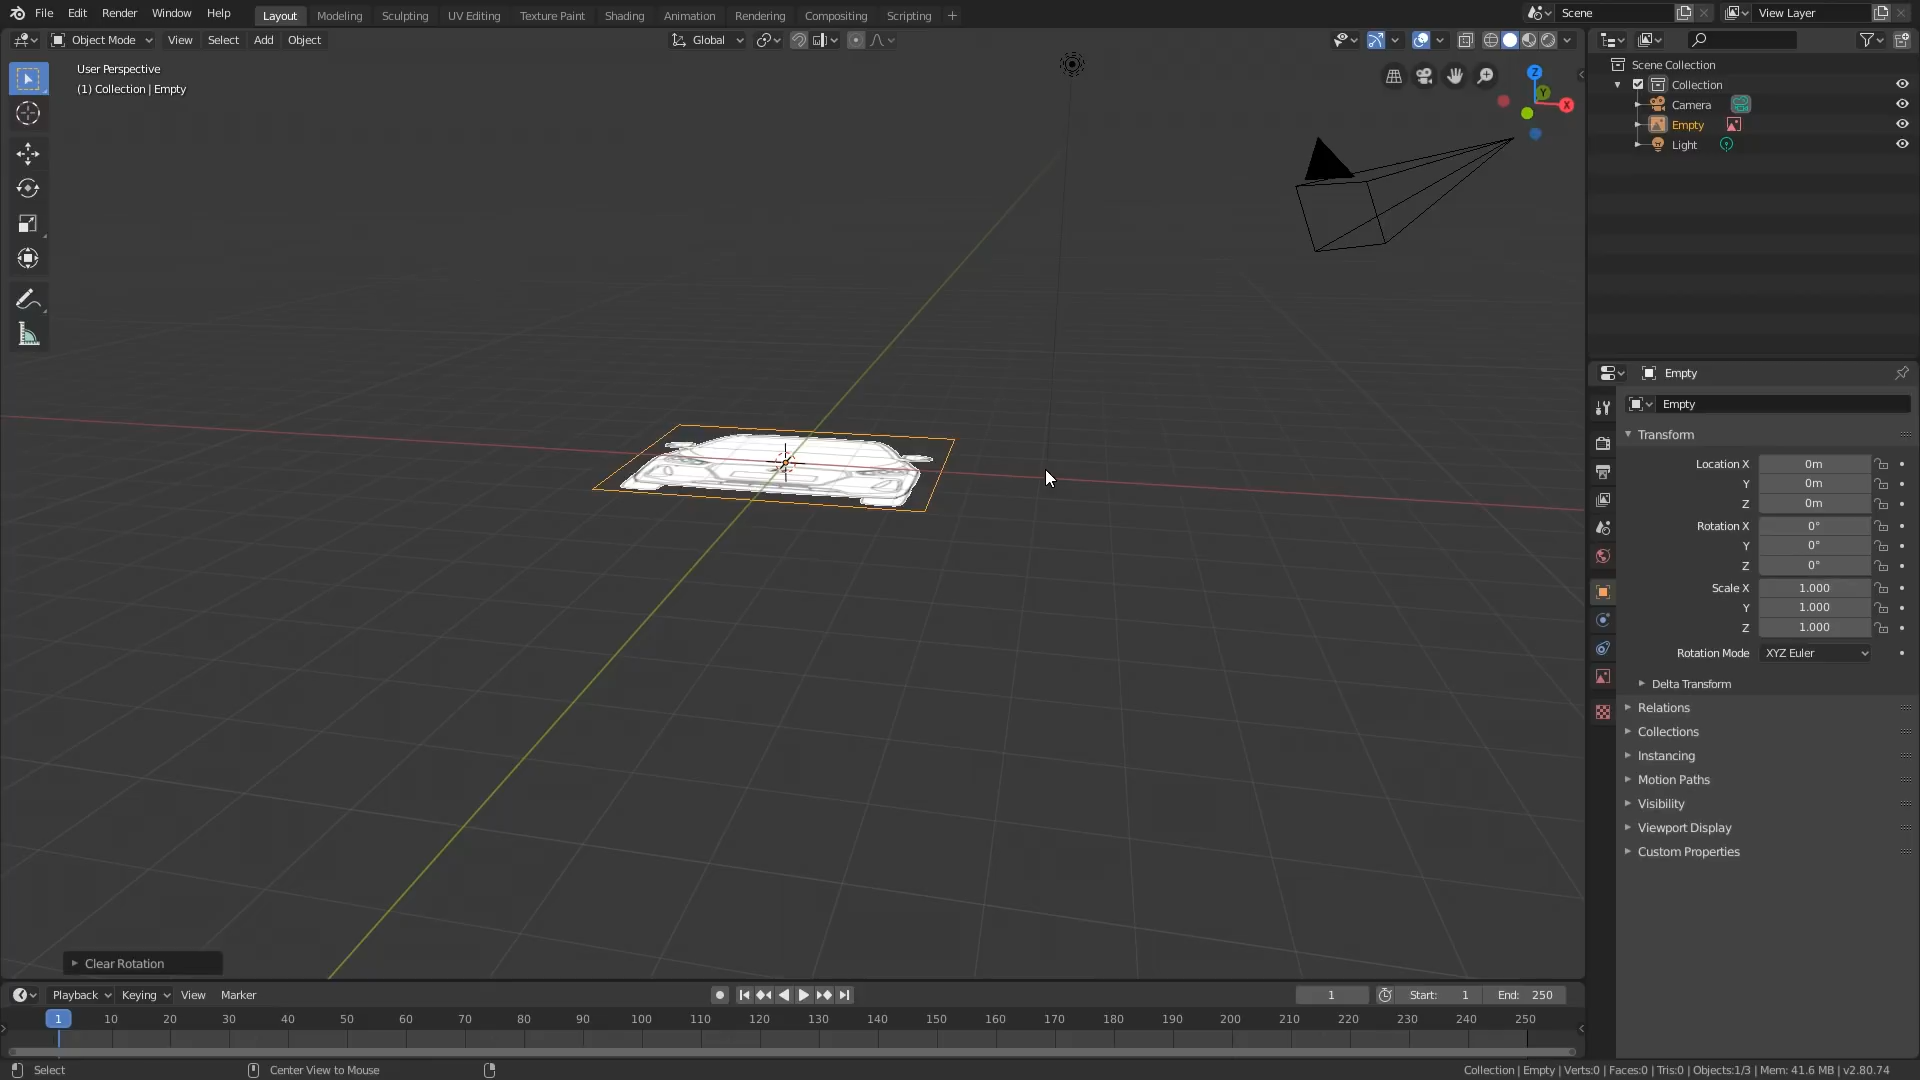 File Edit Render Window Help Layout Modeling Sculpting UV Editing Texture Paint Shading Animation Rendering Compositing Scripting + Scene View Layer
Object Mode View Select Add Object Global
User Perspective
(1) Collection | Empty
Z
Y
X
Scene Collection
Collection
Camera
Empty
Light
Empty
Empty
Transform
Location X 0m
Y 0m
Z 0m
Rotation X 0°
Y 0°
Z 0°
Scale X 1.000
Y 1.000
Z 1.000
Rotation Mode XYZ Euler
Delta Transform
Relations
Collections
Instancing
Motion Paths
Visibility
Viewport Display
Custom Properties
Clear Rotation
Playback Keying View Marker 1 Start: 1 End: 250
1 10 20 30 40 50 60 70 80 90 100 110 120 130 140 150 160 170 180 190 200 210 220 230 240 250
Select Center View to Mouse Collection | Empty | Verts:0 | Faces:0 | Tris:0 | Objects:1/3 | Mem: 41.6 MB | v2.80.74